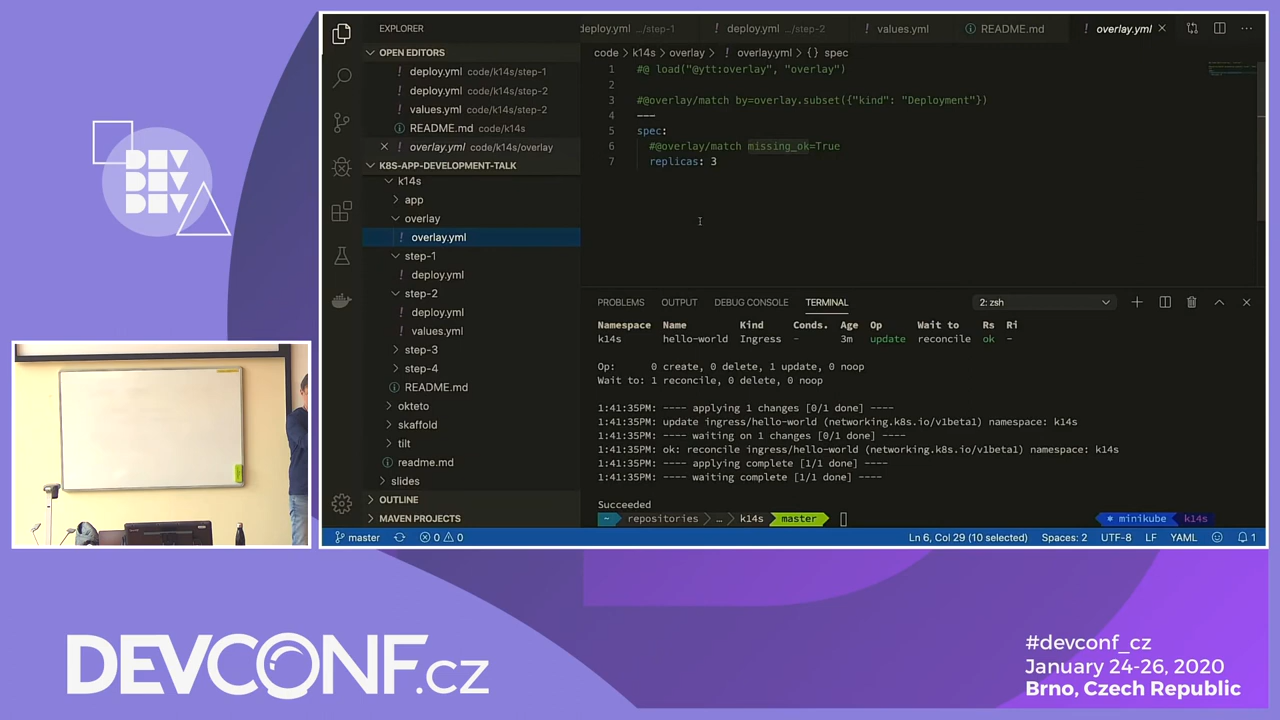 EXPLORER
OPEN EDITORS
deploy.yml code/k14s/step-1
deploy.yml code/k14s/step-2
values.yml code/k14s/step-2
README.md code/k14s
overlay.yml code/k14s/overlay
K8S-APP-DEVELOPMENT-TALK
k14s
app
overlay
overlay.yml
step-1
deploy.yml
step-2
deploy.yml
values.yml
step-3
step-4
README.md
okteto
skaffold
tilt
readme.md
slides
OUTLINE
MAVEN PROJECTS
deploy.yml .../step-1 deploy.yml .../step-2 values.yml README.md overlay.yml
code > k14s > overlay > ! overlay.yml > {} spec
1 #@ load("@ytt:overlay", "overlay")
2
3 #@overlay/match by=overlay.subset({"kind": "Deployment"})
4 ---
5 spec:
6 #@overlay/match missing_ok=True
7 replicas: 3
PROBLEMS OUTPUT DEBUG CONSOLE TERMINAL 2: zsh
Namespace Name Kind Conds. Age Op Wait to Rs Ri
k14s hello-world Ingress - 3m update reconcile ok -
Op: 0 create, 0 delete, 1 update, 0 noop
Wait to: 1 reconcile, 0 delete, 0 noop
1:41:35PM: ---- applying 1 changes [0/1 done] ----
1:41:35PM: update ingress/hello-world (networking.k8s.io/v1beta1) namespace: k14s
1:41:35PM: ---- waiting on 1 changes [0/1 done] ----
1:41:35PM: ok: reconcile ingress/hello-world (networking.k8s.io/v1beta1) namespace: k14s
1:41:35PM: ---- applying complete [1/1 done] ----
1:41:35PM: ---- waiting complete [1/1 done] ----
Succeeded
~ repositories … k14s master minikube k14s
master 0 0 Ln 6, Col 29 (10 selected) Spaces: 2 UTF-8 LF YAML 1
DEV
DEV
DEV
DEVCONF.cz
#devconf_cz
January 24-26, 2020
Brno, Czech Republic